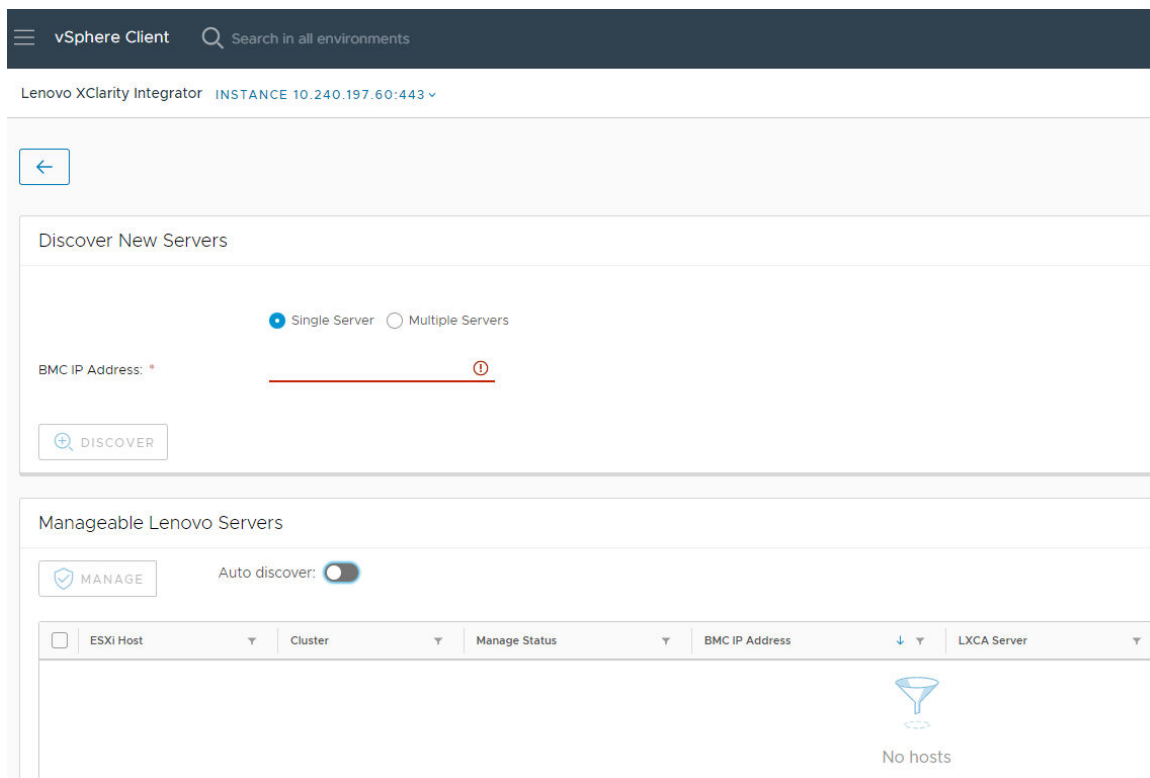 vSphere Client Search in all environments
Lenovo XClarity Integrator INSTANCE 10.240.197.60:443
Discover New Servers
Single Server Multiple Servers
BMC IP Address: *
DISCOVER
Manageable Lenovo Servers
MANAGE Auto discover:
ESXi Host Cluster Manage Status BMC IP Address LXCA Server
No hosts